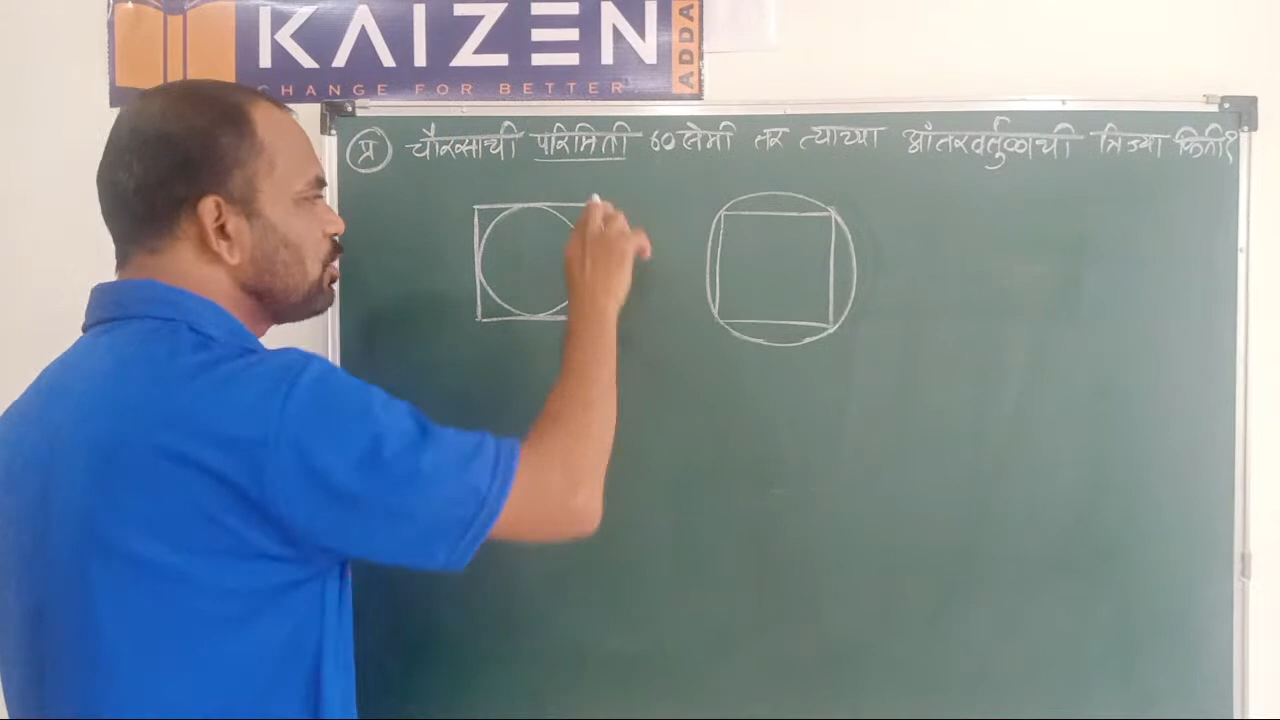 KAIZEN
ADDA
CHANGE FOR BETTER
प्र चौरसाची परिमिती 60 सेमी तर त्याच्या आंतरवर्तुळाची त्रिज्या किती?